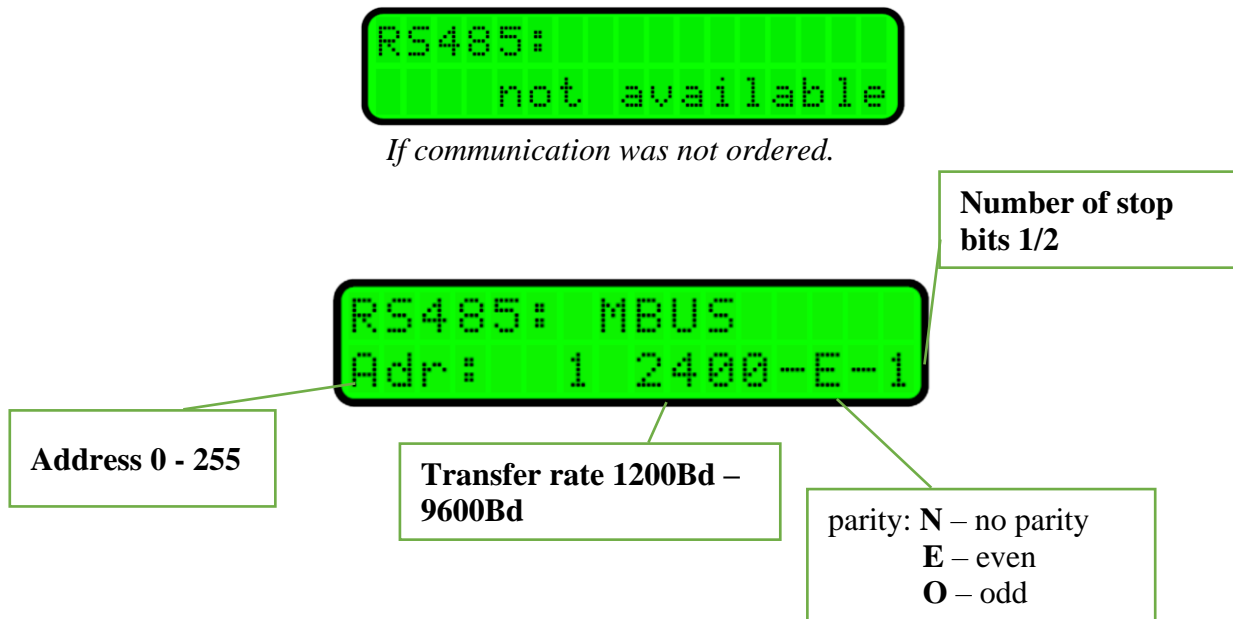 RS485:
not available
If communication was not ordered.
Number of stop
bits 1/2
RS485: MBUS
Adr: 1 2400-E-1
Address 0 - 255
Transfer rate 1200Bd –
9600Bd
parity: N – no parity
E – even
O – odd